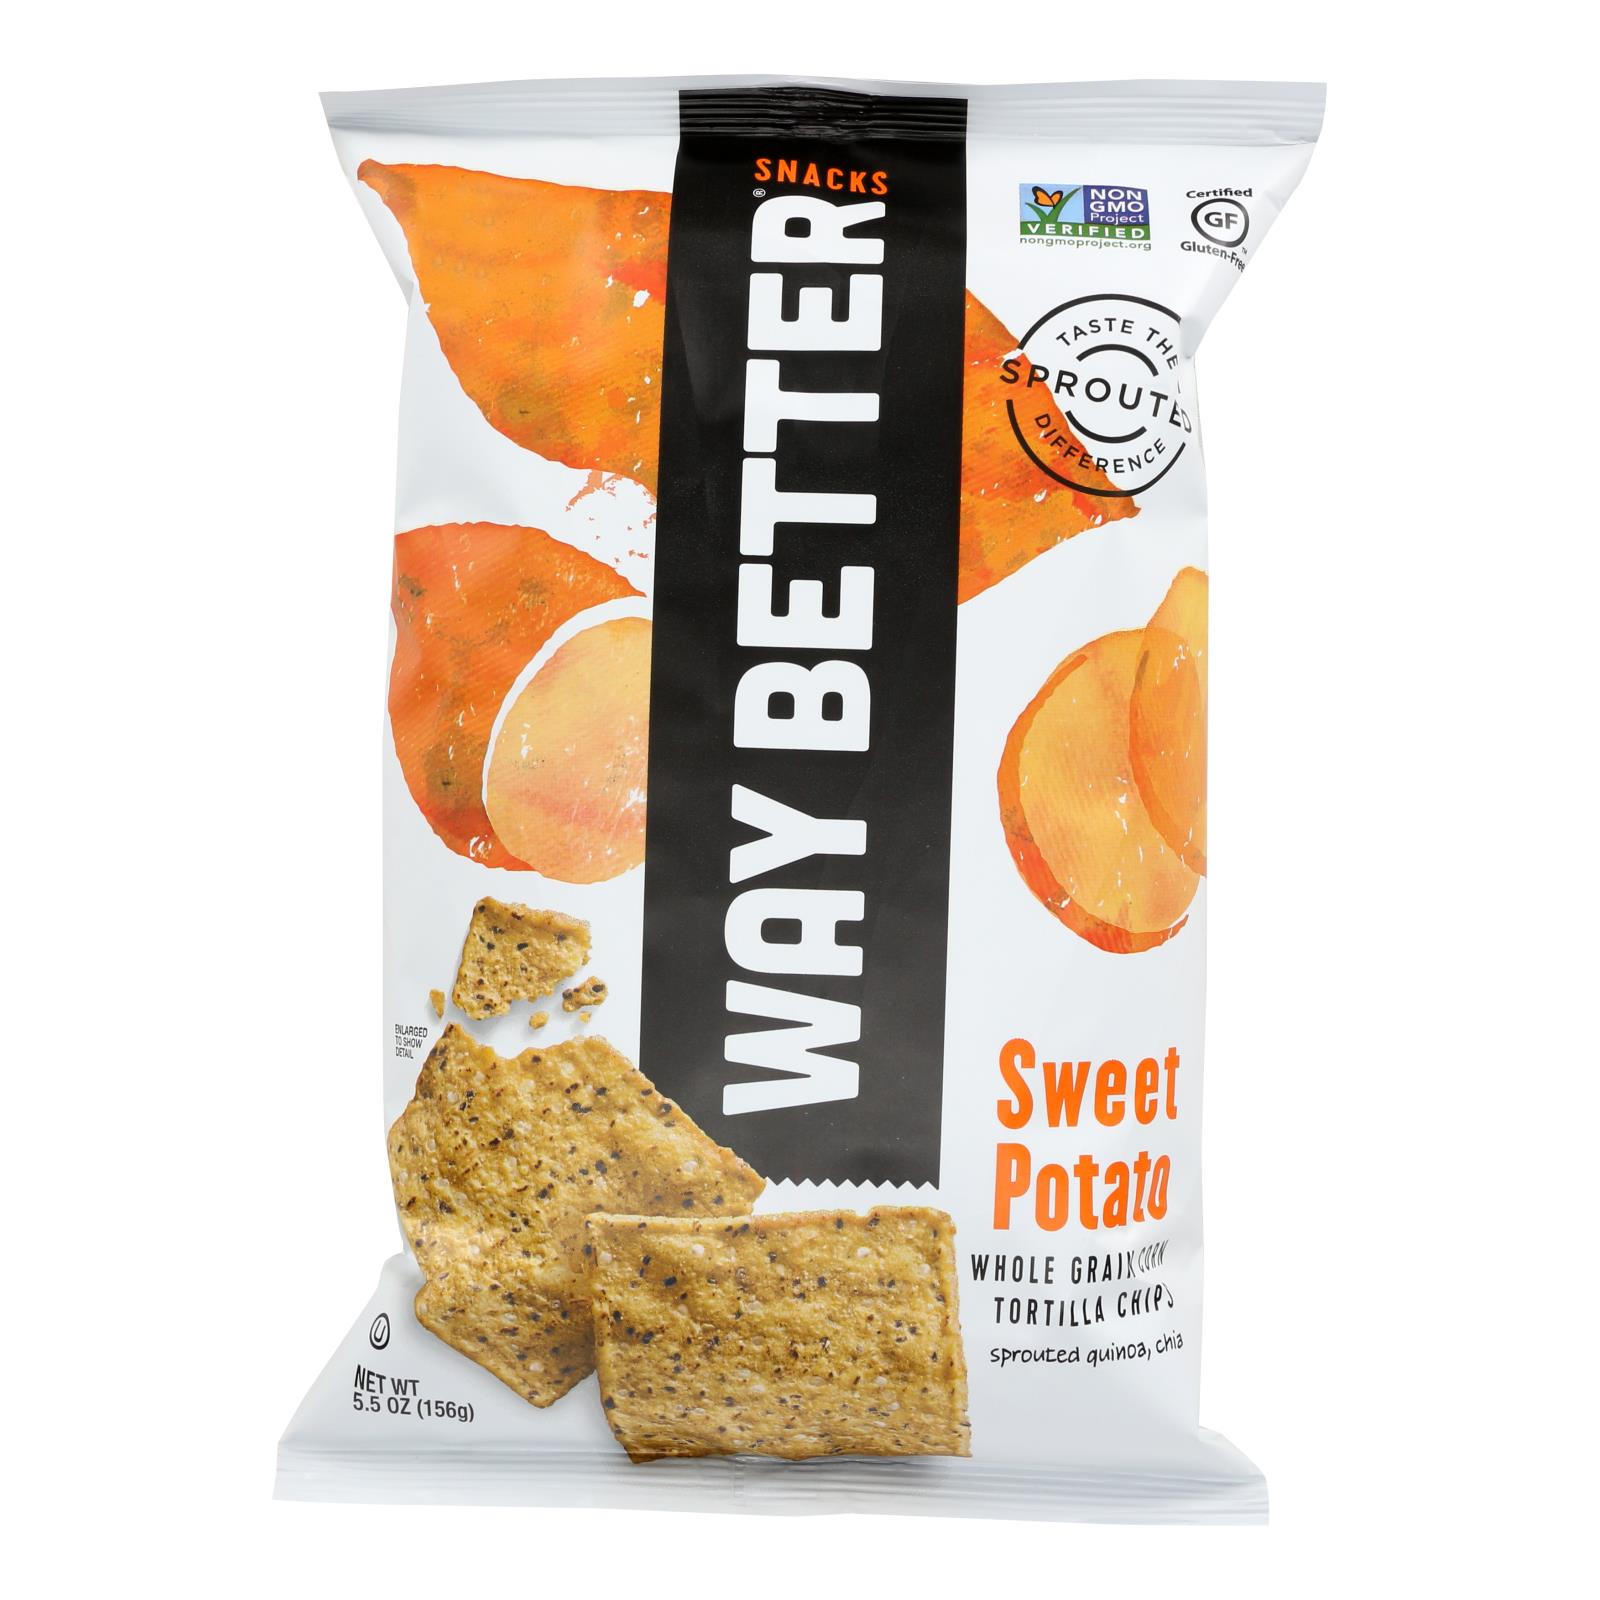 SNACKS
WAY BETTER®
NON
GMO
Project
VERIFIED
nongmoproject.org
Certified
GF
Gluten-Free™
TASTE THE
SPROUTED
DIFFERENCE
ENLARGED
TO SHOW
DETAIL
Sweet
Potato
WHOLE GRAIN CORN
TORTILLA CHIPS
sprouted quinoa, chia
U
NET WT
5.5 OZ (156g)